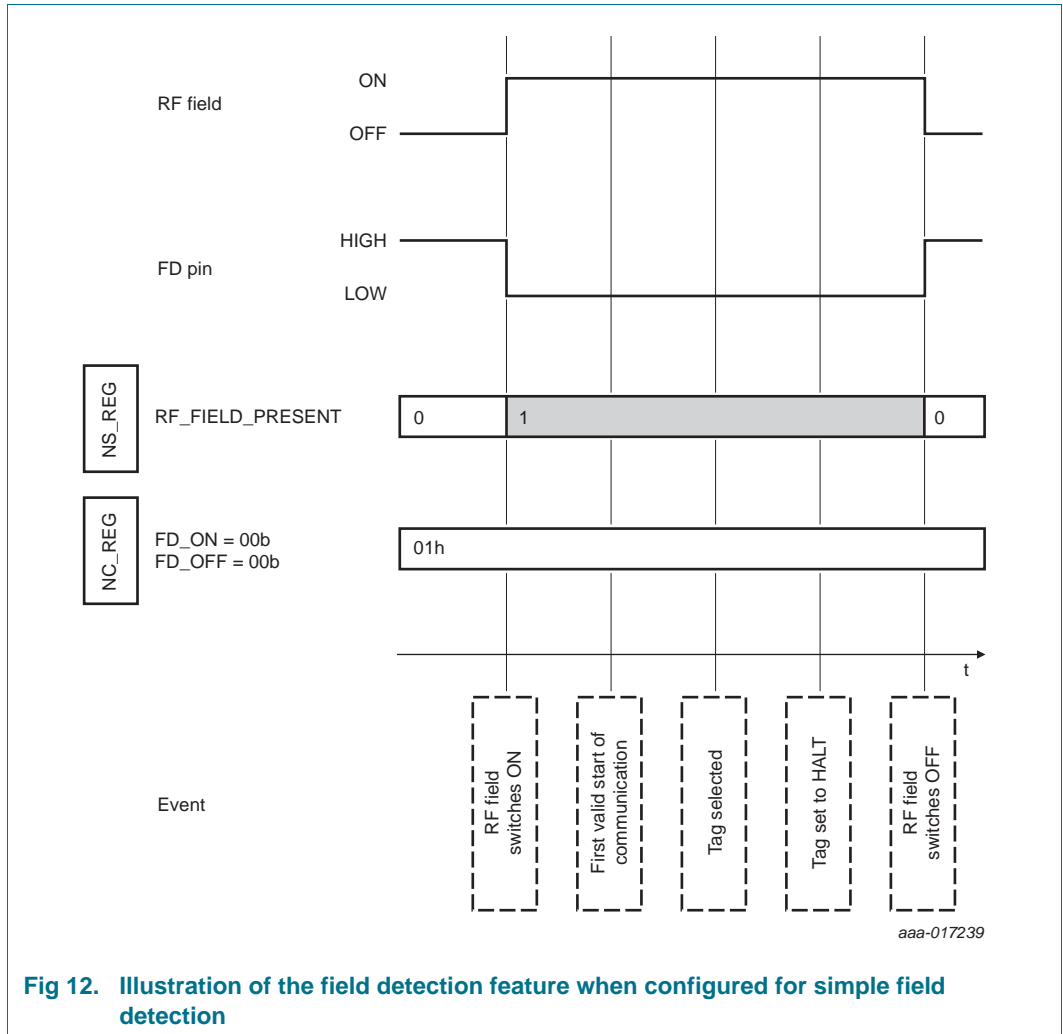 RF field
ON
OFF
FD pin
HIGH
LOW
NS_REG
RF_FIELD_PRESENT
0
1
0
NC_REG
FD_ON = 00b
FD_OFF = 00b
01h
t
Event
RF field
switches ON
First valid start of
communication
Tag selected
Tag set to HALT
RF field
switches OFF
aaa-017239
Fig 12. Illustration of the field detection feature when configured for simple field
detection